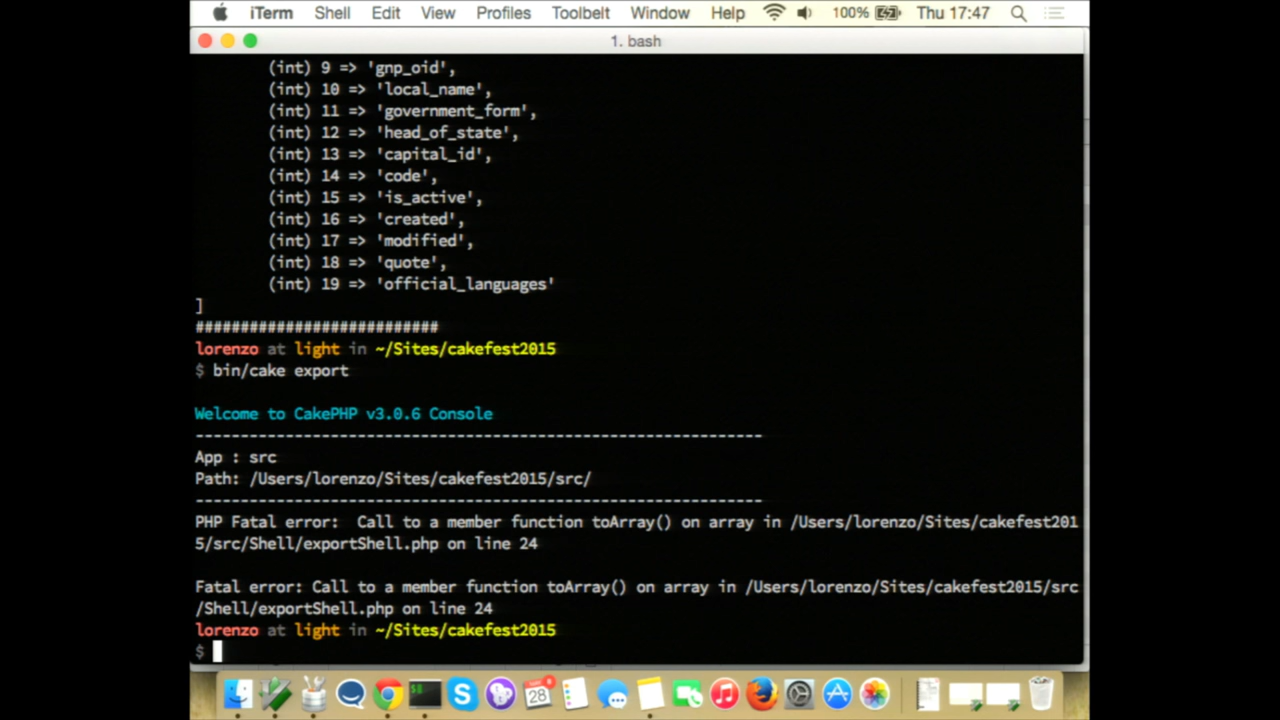 iTerm Shell Edit View Profiles Toolbelt Window Help 100% Thu 17:47
1. bash
(int) 9 => 'gnp_oid',
(int) 10 => 'local_name',
(int) 11 => 'government_form',
(int) 12 => 'head_of_state',
(int) 13 => 'capital_id',
(int) 14 => 'code',
(int) 15 => 'is_active',
(int) 16 => 'created',
(int) 17 => 'modified',
(int) 18 => 'quote',
(int) 19 => 'official_languages'
]
###########################
lorenzo at light in ~/Sites/cakefest2015
$ bin/cake export
Welcome to CakePHP v3.0.6 Console
---------------------------------------------------------------
App : src
Path: /Users/lorenzo/Sites/cakefest2015/src/
---------------------------------------------------------------
PHP Fatal error:  Call to a member function toArray() on array in /Users/lorenzo/Sites/cakefest201
5/src/Shell/exportShell.php on line 24
Fatal error: Call to a member function toArray() on array in /Users/lorenzo/Sites/cakefest2015/src
/Shell/exportShell.php on line 24
lorenzo at light in ~/Sites/cakefest2015
$
28